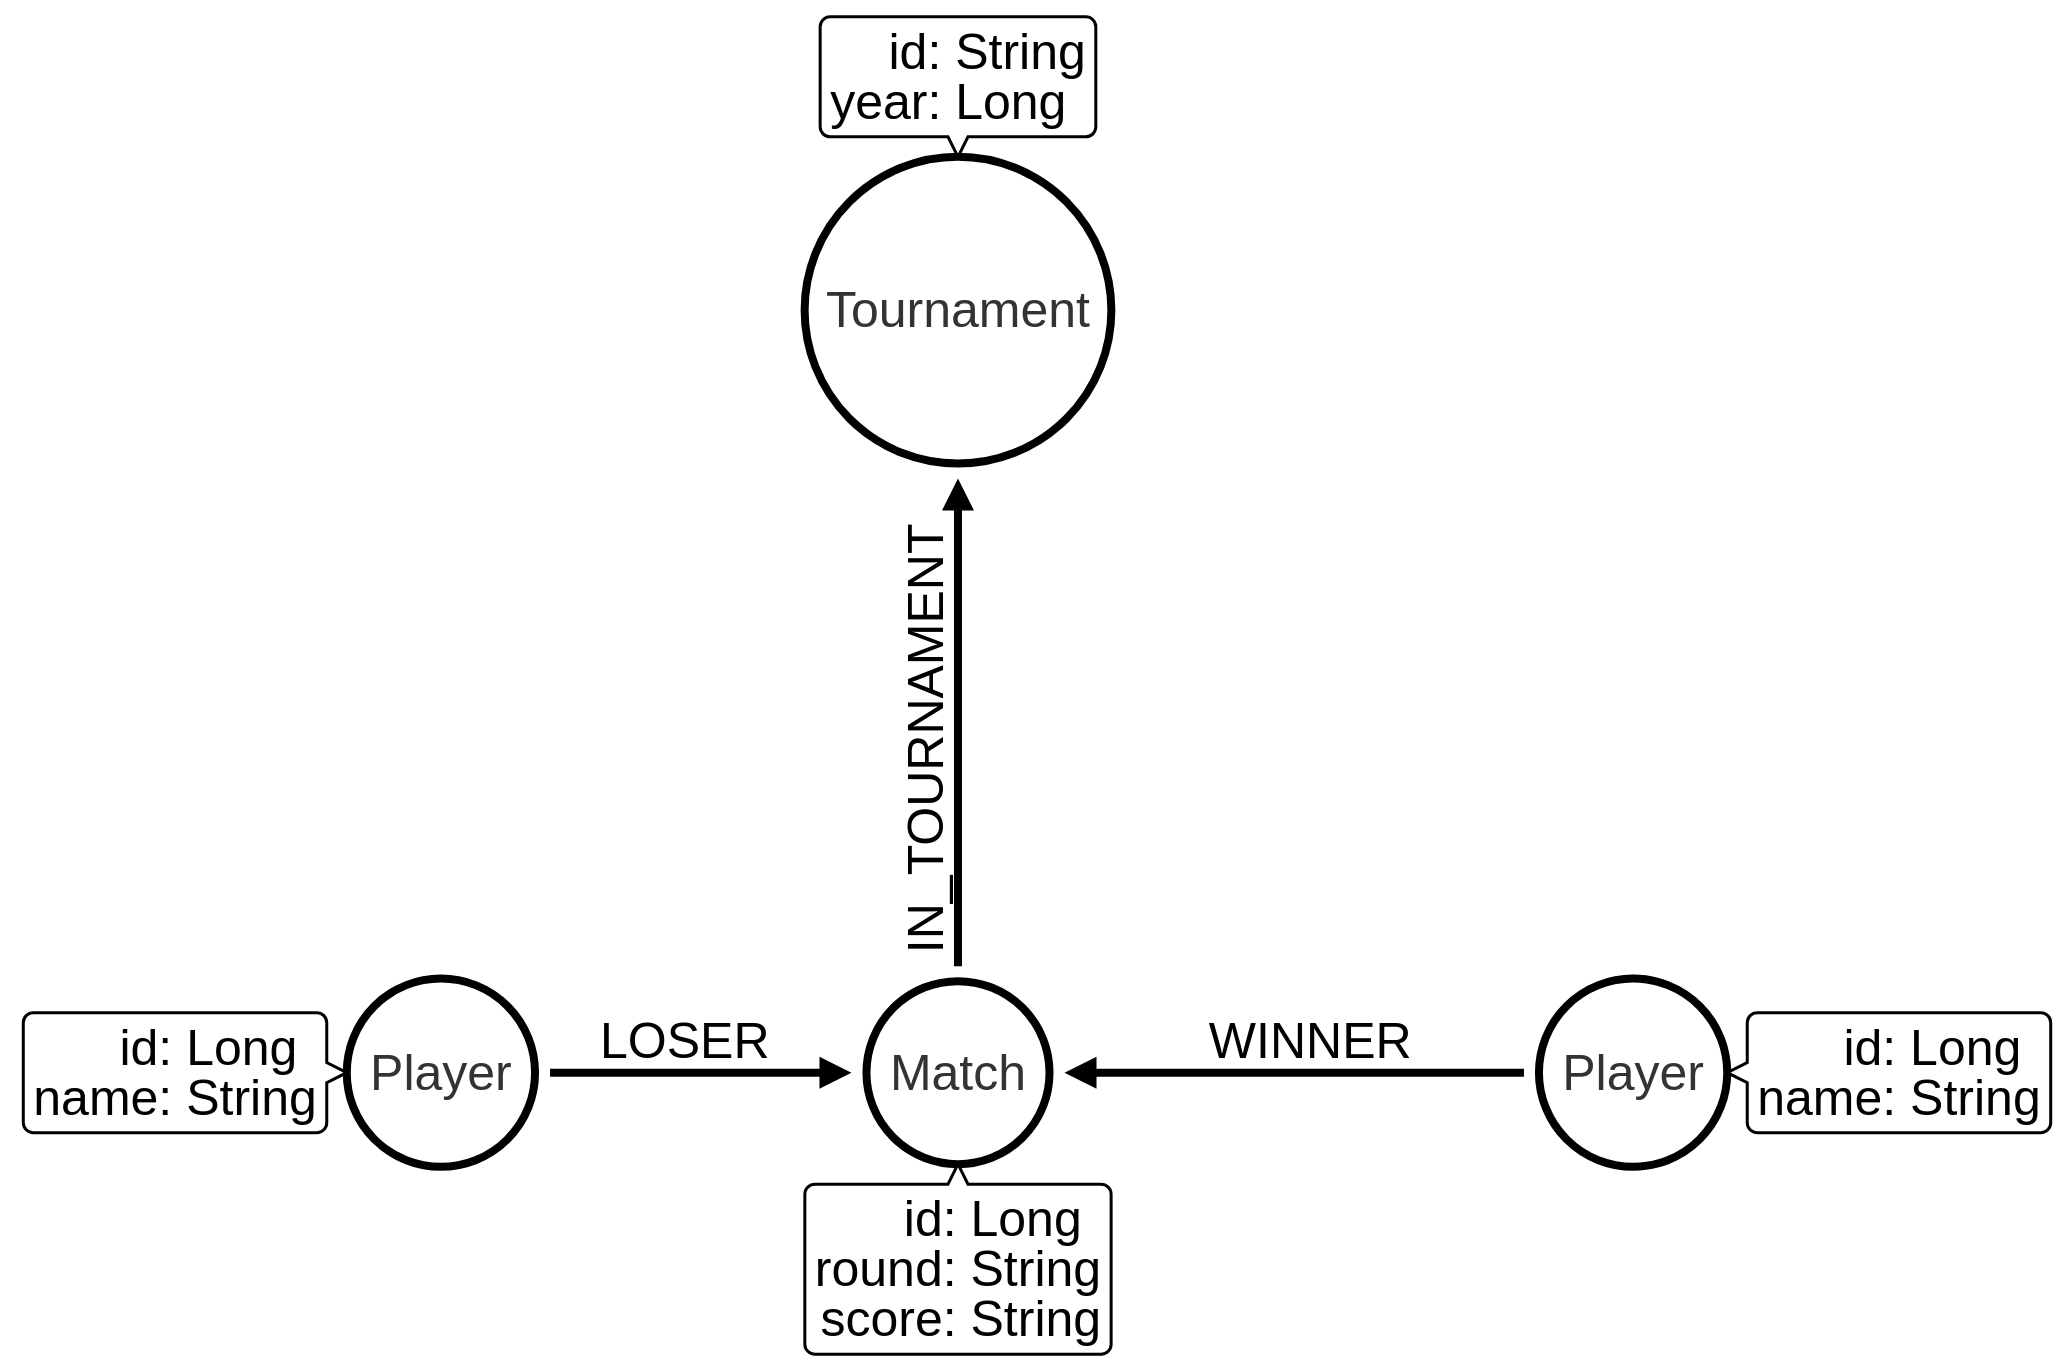 id: String
year: Long
Tournament
IN_TOURNAMENT
id: Long
name: String
Player
LOSER
Match
WINNER
Player
id: Long
name: String
id: Long
round: String
score: String